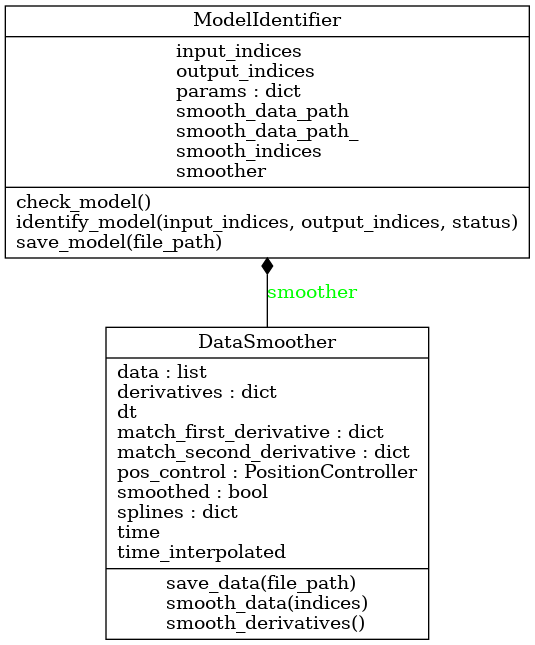 ModelIdentifier
input_indices
output_indices
params : dict
smooth_data_path
smooth_data_path_
smooth_indices
smoother
check_model()
identify_model(input_indices, output_indices, status)
save_model(file_path)
smoother
DataSmoother
data : list
derivatives : dict
dt
match_first_derivative : dict
match_second_derivative : dict
pos_control : PositionController
smoothed : bool
splines : dict
time
time_interpolated
save_data(file_path)
smooth_data(indices)
smooth_derivatives()